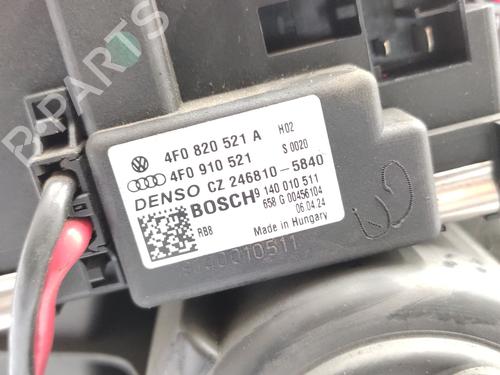 B-PARTS
4F0 820 521 A H02
4F0 910 521 S 0020
DENSO CZ 246810-5840
BOSCH 9 140 010 511
658 G 00456104
RB8 06.04.24
Made in Hungary